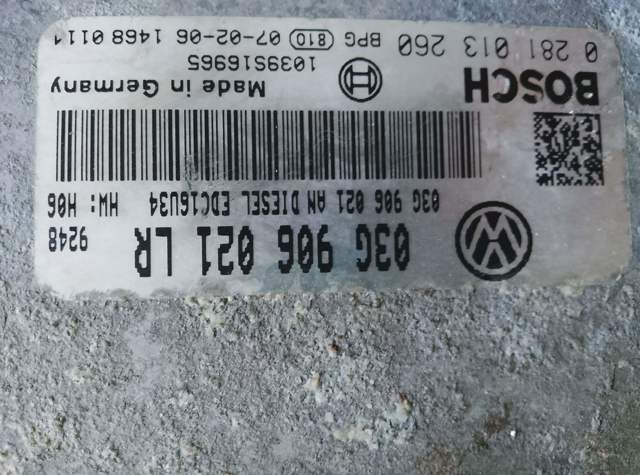 03G 906 021 LR 9248
03G 906 021 AN DIESEL EDC16U34 HW: H06
BOSCH Made in Germany
1039S16965
0 281 013 260 BPG 810 07-02-06 1468 0111